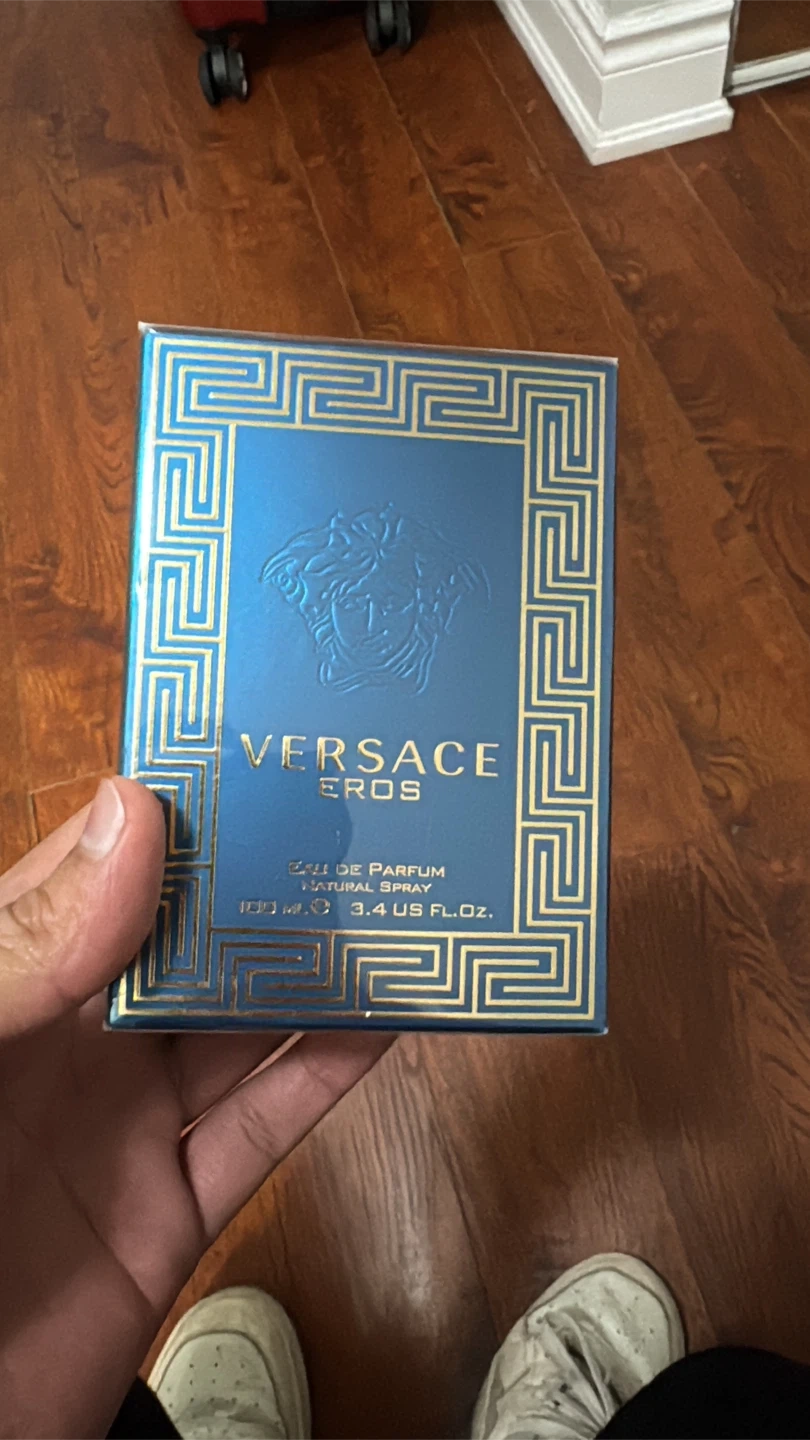 VERSACE
EROS
EAU DE PARFUM
NATURAL SPRAY
100 ML.℮ 3.4 US FL.OZ.